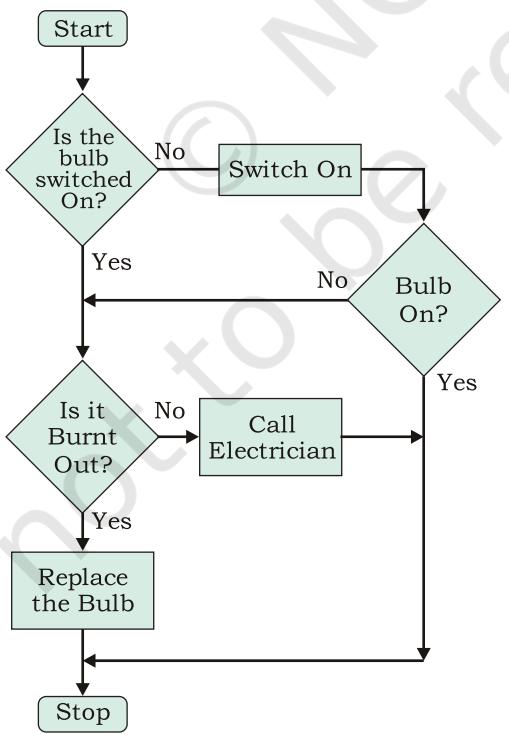 Start
Is the
bulb
switched
On?
No
Switch On
Yes
No
Bulb
On?
Yes
Is it
Burnt
Out?
No
Call
Electrician
Yes
Replace
the Bulb
Stop
©
not to be re